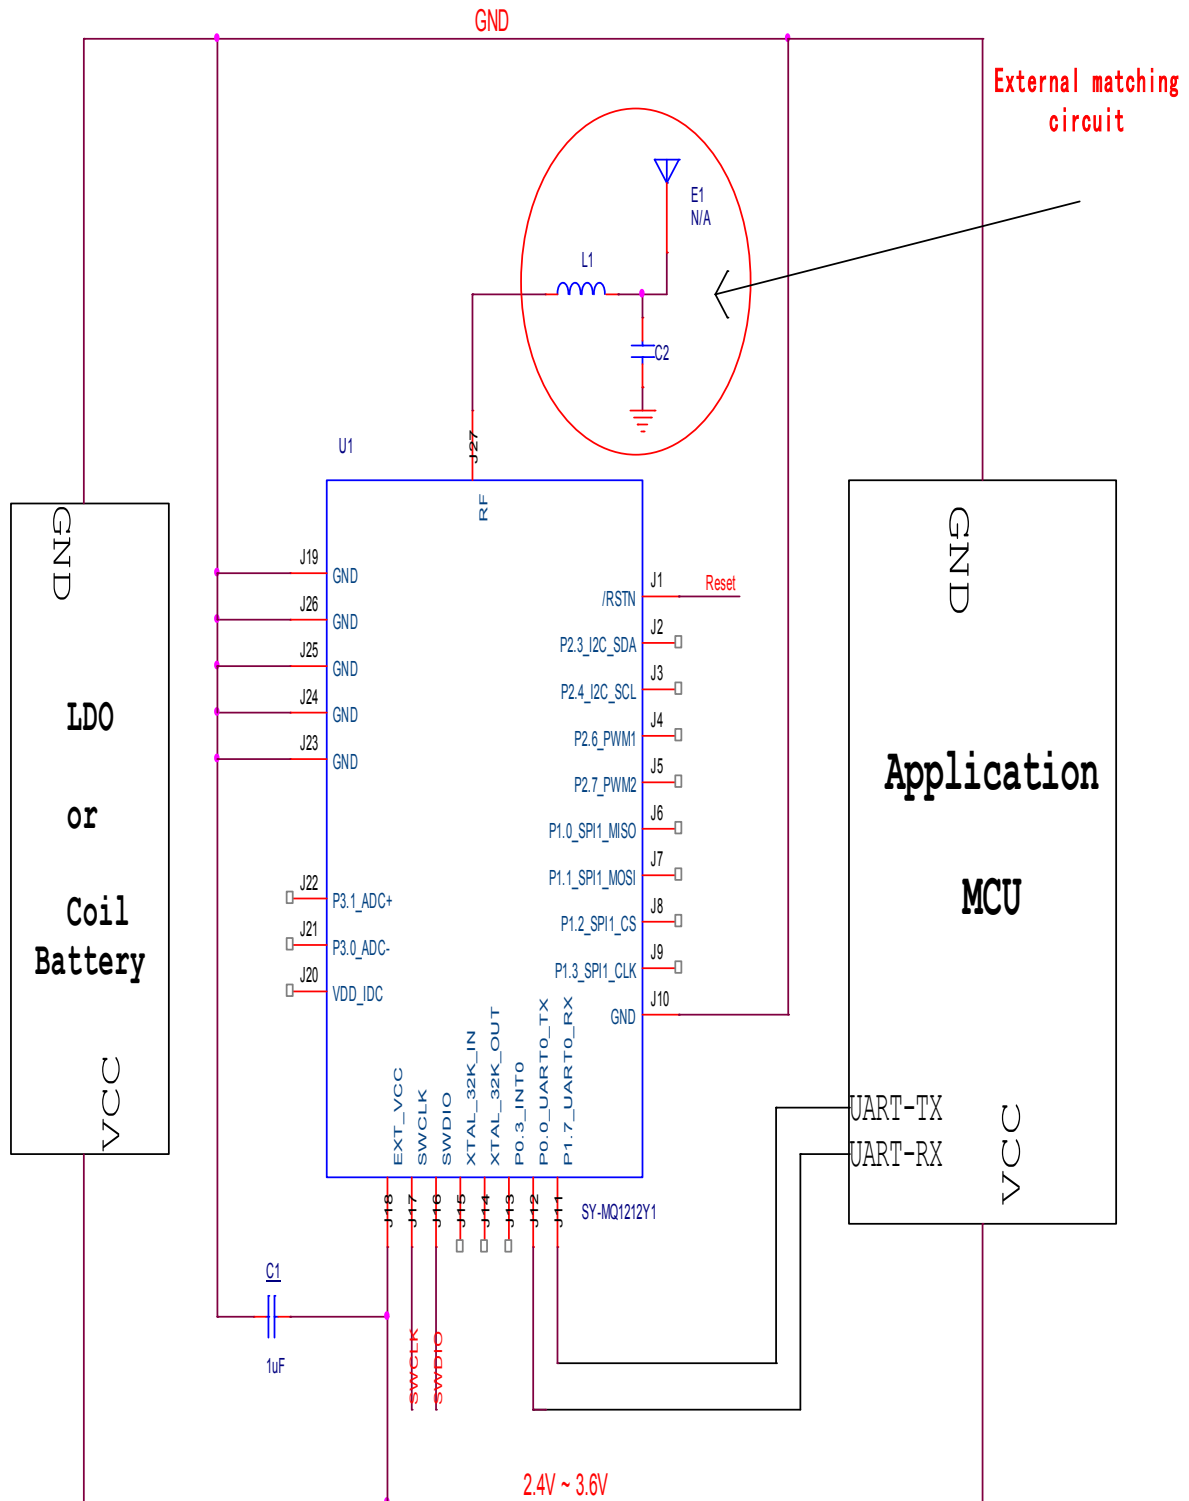 GND
External matching
circuit
E1
N/A
L1
C2
J27
U1
RF
GND
LDO
or
Coil
Battery
VCC
J19
GND
J26
GND
J25
GND
J24
GND
J23
GND
J22
P3.1_ADC+
J21
P3.0_ADC-
J20
VDD_IDC
J1
/RSTN
Reset
J2
P2.3_I2C_SDA
J3
P2.4_I2C_SCL
J4
P2.6_PWM1
J5
P2.7_PWM2
J6
P1.0_SPI1_MISO
J7
P1.1_SPI1_MOSI
J8
P1.2_SPI1_CS
J9
P1.3_SPI1_CLK
J10
GND
EXT_VCC
SWCLK
SWDIO
XTAL_32K_IN
XTAL_32K_OUT
P0.3_INT0
P0.0_UART0_TX
P1.7_UART0_RX
J18
J17
J16
J15
J14
J13
J12
J11
SY-MQ1212Y1
GND
Application
MCU
UART-TX
UART-RX
VCC
C1
1uF
SWCLK
SWDIO
2.4V ~ 3.6V